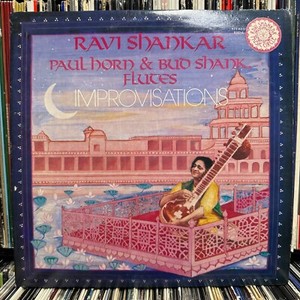 RAVI SHANKAR
PAUL HORN & BUD SHANK
FLUTES
IMPROVISATIONS